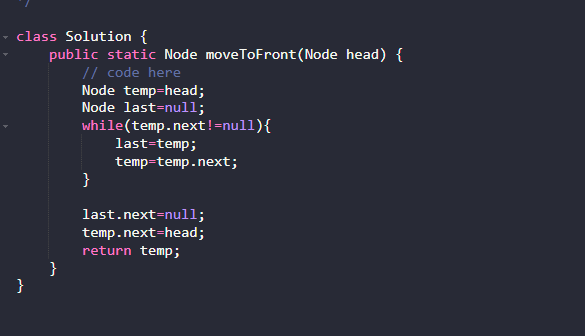 */
class Solution {
    public static Node moveToFront(Node head) {
        // code here
        Node temp=head;
        Node last=null;
        while(temp.next!=null){
            last=temp;
            temp=temp.next;
        }

        last.next=null;
        temp.next=head;
        return temp;
    }
}